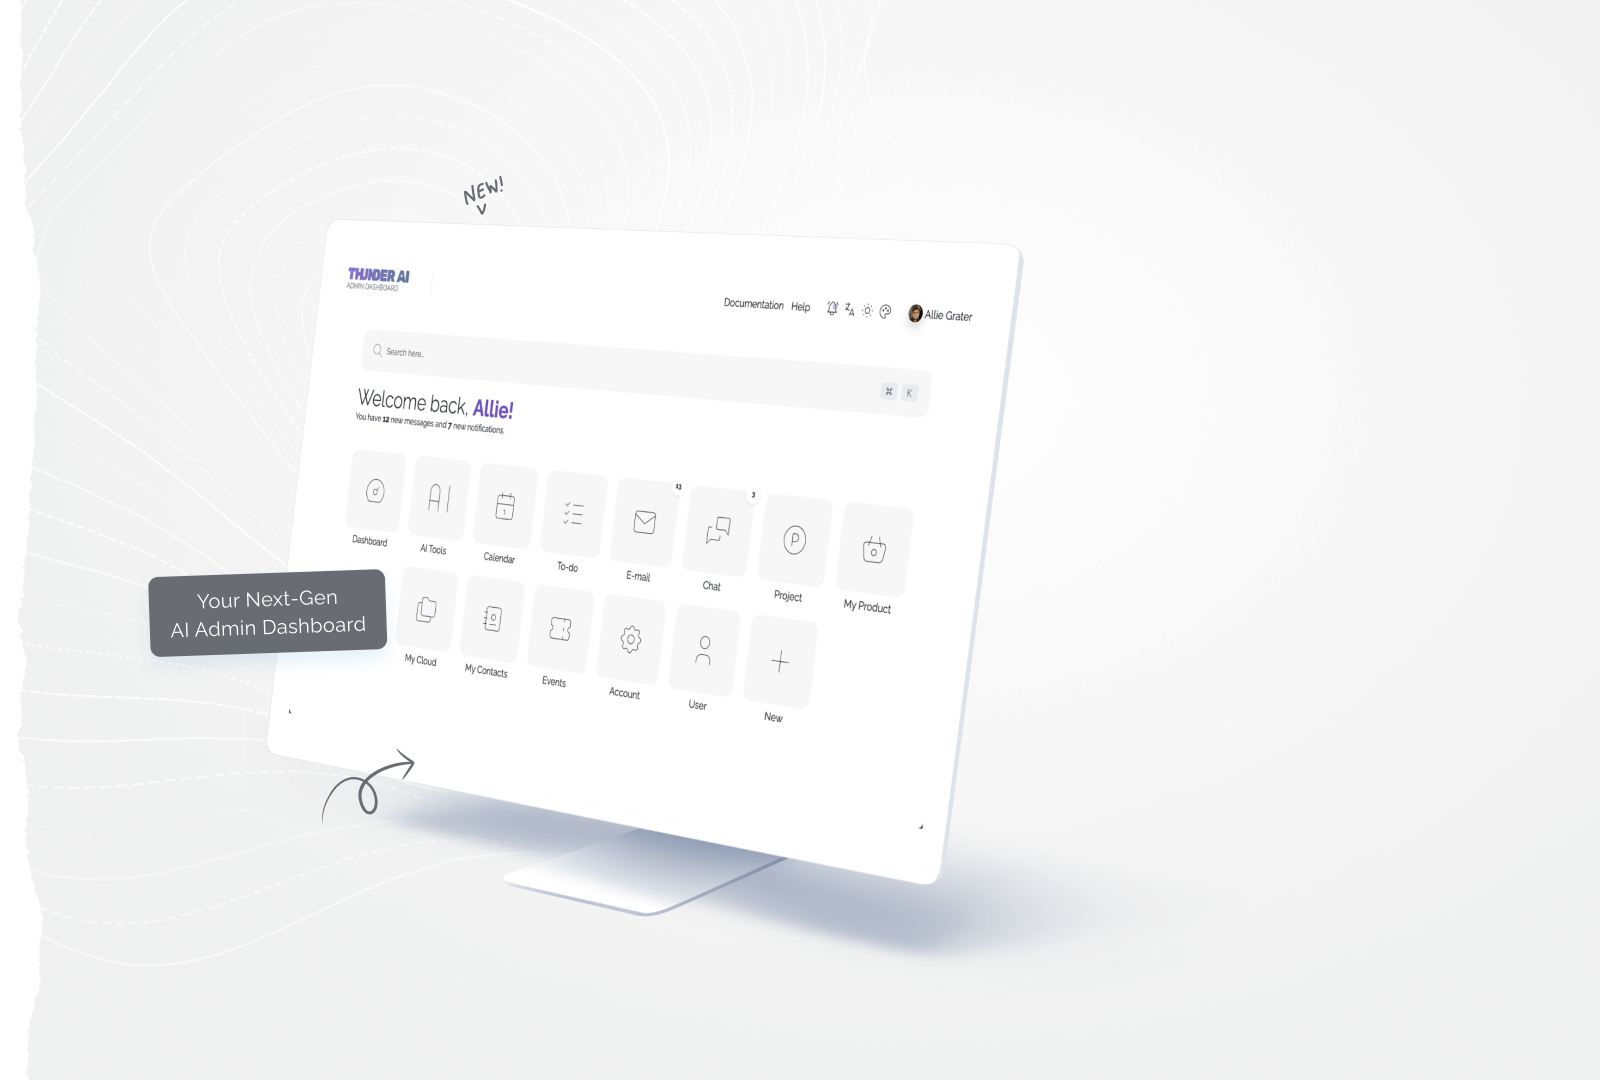 NEW!
THUNDER AI
ADMIN DASHBOARD
Documentation Help
Allie Grater
Search here..
⌘ K
Welcome back, Allie!
You have 12 new messages and 7 new notifications.
13
3
1
AI
P
Dashboard
AI Tools
Calendar
To-do
E-mail
Chat
Project
My Product
Your Next-Gen
AI Admin Dashboard
My Cloud
My Contacts
Events
Account
User
New